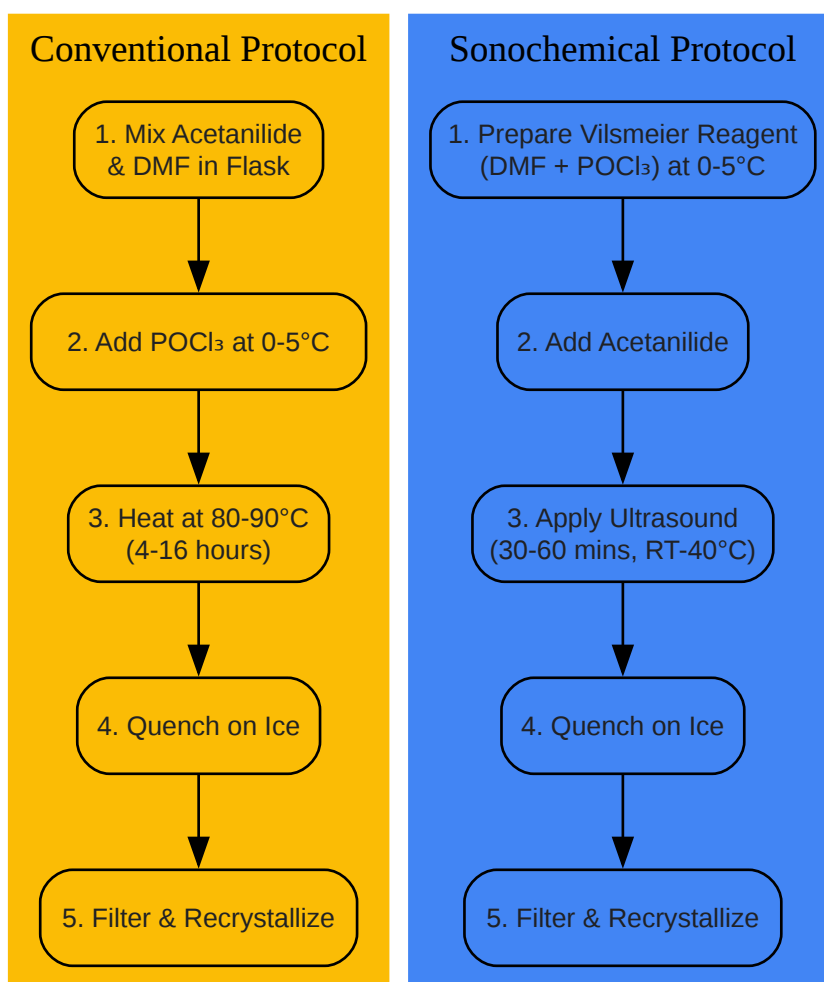 Conventional Protocol
1. Mix Acetanilide
& DMF in Flask
2. Add POCl₃ at 0-5°C
3. Heat at 80-90°C
(4-16 hours)
4. Quench on Ice
5. Filter & Recrystallize
Sonochemical Protocol
1. Prepare Vilsmeier Reagent
(DMF + POCl₃) at 0-5°C
2. Add Acetanilide
3. Apply Ultrasound
(30-60 mins, RT-40°C)
4. Quench on Ice
5. Filter & Recrystallize